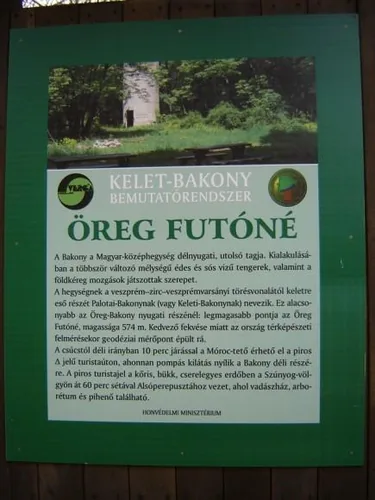 KELET-BAKONY
BEMUTATÓRENDSZER
ÖREG FUTÓNÉ
A Bakony a Magyar-középhegység délnyugati, utolsó tagja. Kialakulásá-
ban a többször változó mélységű édes és sós vizű tengerek, valamint a
földkéreg mozgások játszottak szerepet.
A hegységnek a veszprém–zirc–veszprémvarsányi törésvonalától keletre
eső részét Palotai-Bakonynak (vagy Keleti-Bakonynak) nevezik. Ez alacso-
nyabb az Öreg-Bakony nyugati részénél: legmagasabb pontja az Öreg
Futóné, magassága 574 m. Kedvező fekvése miatt az ország térképészeti
felmérésekor geodéziai mérőpont épült rá.
A csúcstól déli irányban 10 perc járással a Móroc-tető érhető el a piros
Δ jelű turistaúton, ahonnan pompás kilátás nyílik a Bakony déli részé-
re. A piros turistajel a kőris, bükk, cserelegyes erdőben a Szúnyog-völ-
gyön át 60 perc sétával Alsóperepusztához vezet, ahol vadászház, arbo-
rétum és pihenő található.
HONVÉDELMI MINISZTÉRIUM